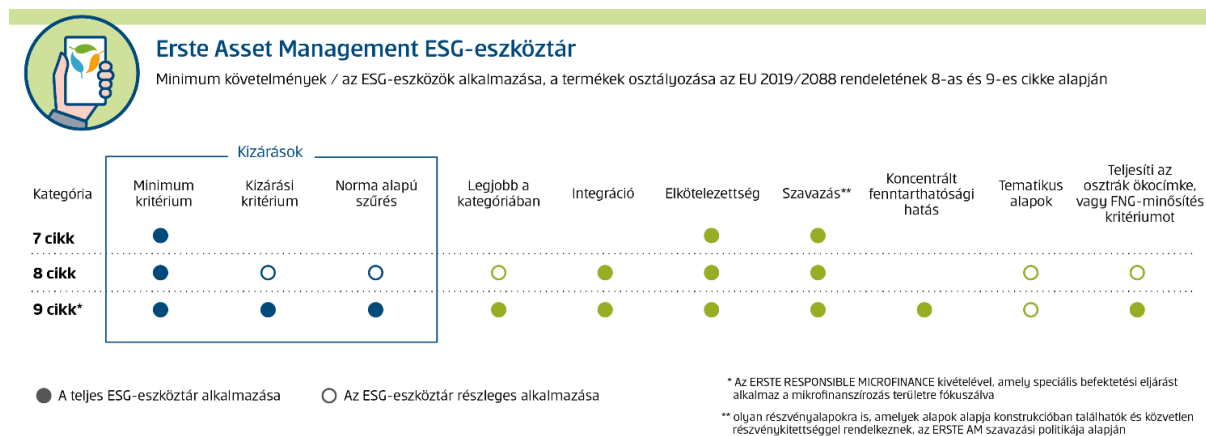 Erste Asset Management ESG-eszköztár
Minimum követelmények / az ESG-eszközök alkalmazása, a termékek osztályozása az EU 2019/2088 rendeletének 8-as és 9-es cikke alapján
Kizárások
Kategória
Minimum
kritérium
Kizárási
kritérium
Norma alapú
szűrés
Legjobb a
kategóriában
Integráció
Elkötelezettség
Szavazás**
Koncentrált
fenntarthatósági
hatás
Tematikus
alapok
Teljesíti az
osztrák ökocímke,
vagy FNG-minősítés
kritériumot
7 cikk
8 cikk
9 cikk*
A teljes ESG-eszköztár alkalmazása
Az ESG-eszköztár részleges alkalmazása
* Az ERSTE RESPONSIBLE MICROFINANCE kivételével, amely speciális befektetési eljárást
alkalmaz a mikrofinanszírozás területre fókuszálva
** olyan részvényalapokra is, amelyek alapok alapja konstrukcióban találhatók és közvetlen
részvénykitettséggel rendelkeznek, az ERSTE AM szavazási politikája alapján